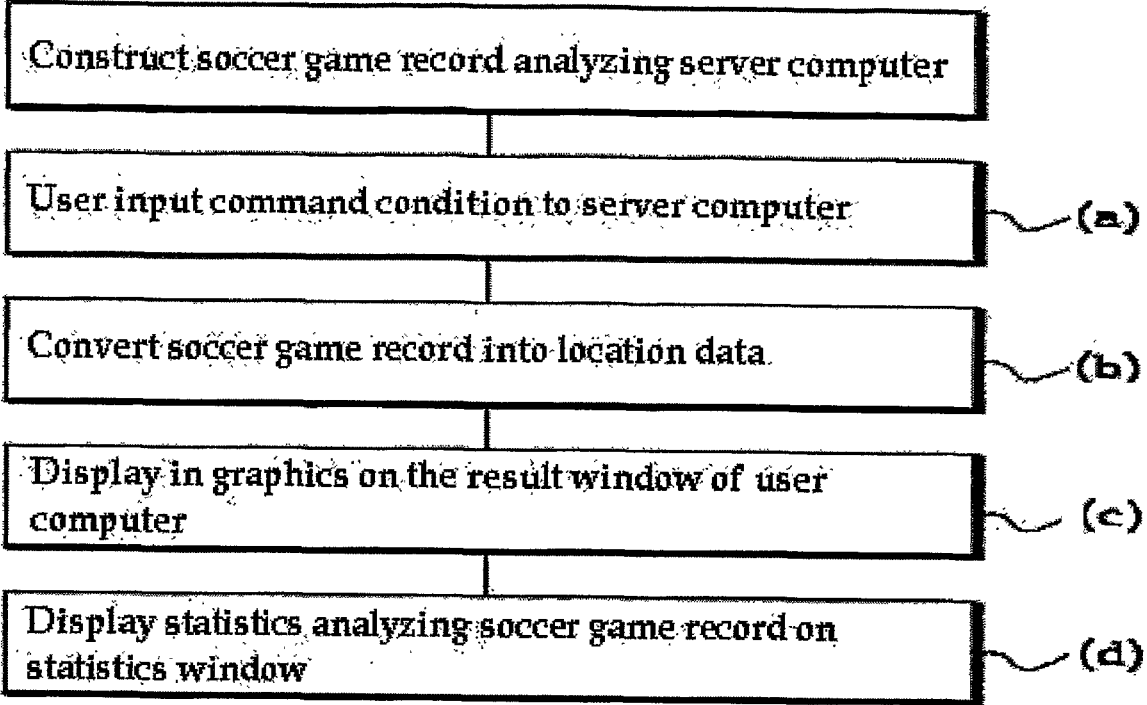 Construct soccer game record analyzing server computer
User input command condition to server computer
(a)
Convert soccer game record into location data.
(b)
Display in graphics on the result window of user
computer
(c)
Display statistics analyzing soccer game record on
statistics window
(d)